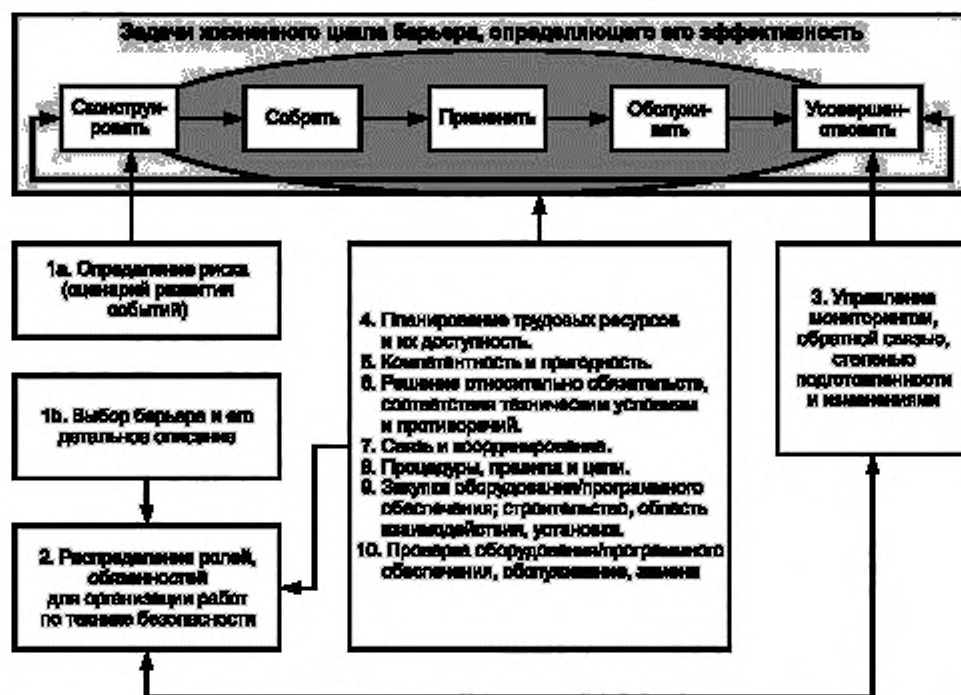 Задачи жизненного цикла барьера, определяющего его эффективность
Сконструи-
ровать
Собрать
Применить
Обслужи-
вать
Усовершен-
ствовать
1a. Определение риска
(сценарий развития
событий)
1b. Выбор барьера и его
детальное описание
2. Распределение ролей,
обязанностей
для организации работ
по технике безопасности
4. Планирование трудовых ресурсов
и их доступность.
5. Компетентность и пригодность.
6. Решение относительно обязательств,
соответствия техническим условиям
и противоречий.
7. Связь и координирование.
8. Процедуры, правила и цели.
9. Закупка оборудования/программного
обеспечения; строительство, область
взаимодействия, установка.
10. Проверка оборудования/программного
обеспечения, обслуживание, замена
3. Управление
мониторингом,
обратной связью,
степенью
подготовленности
и изменениями